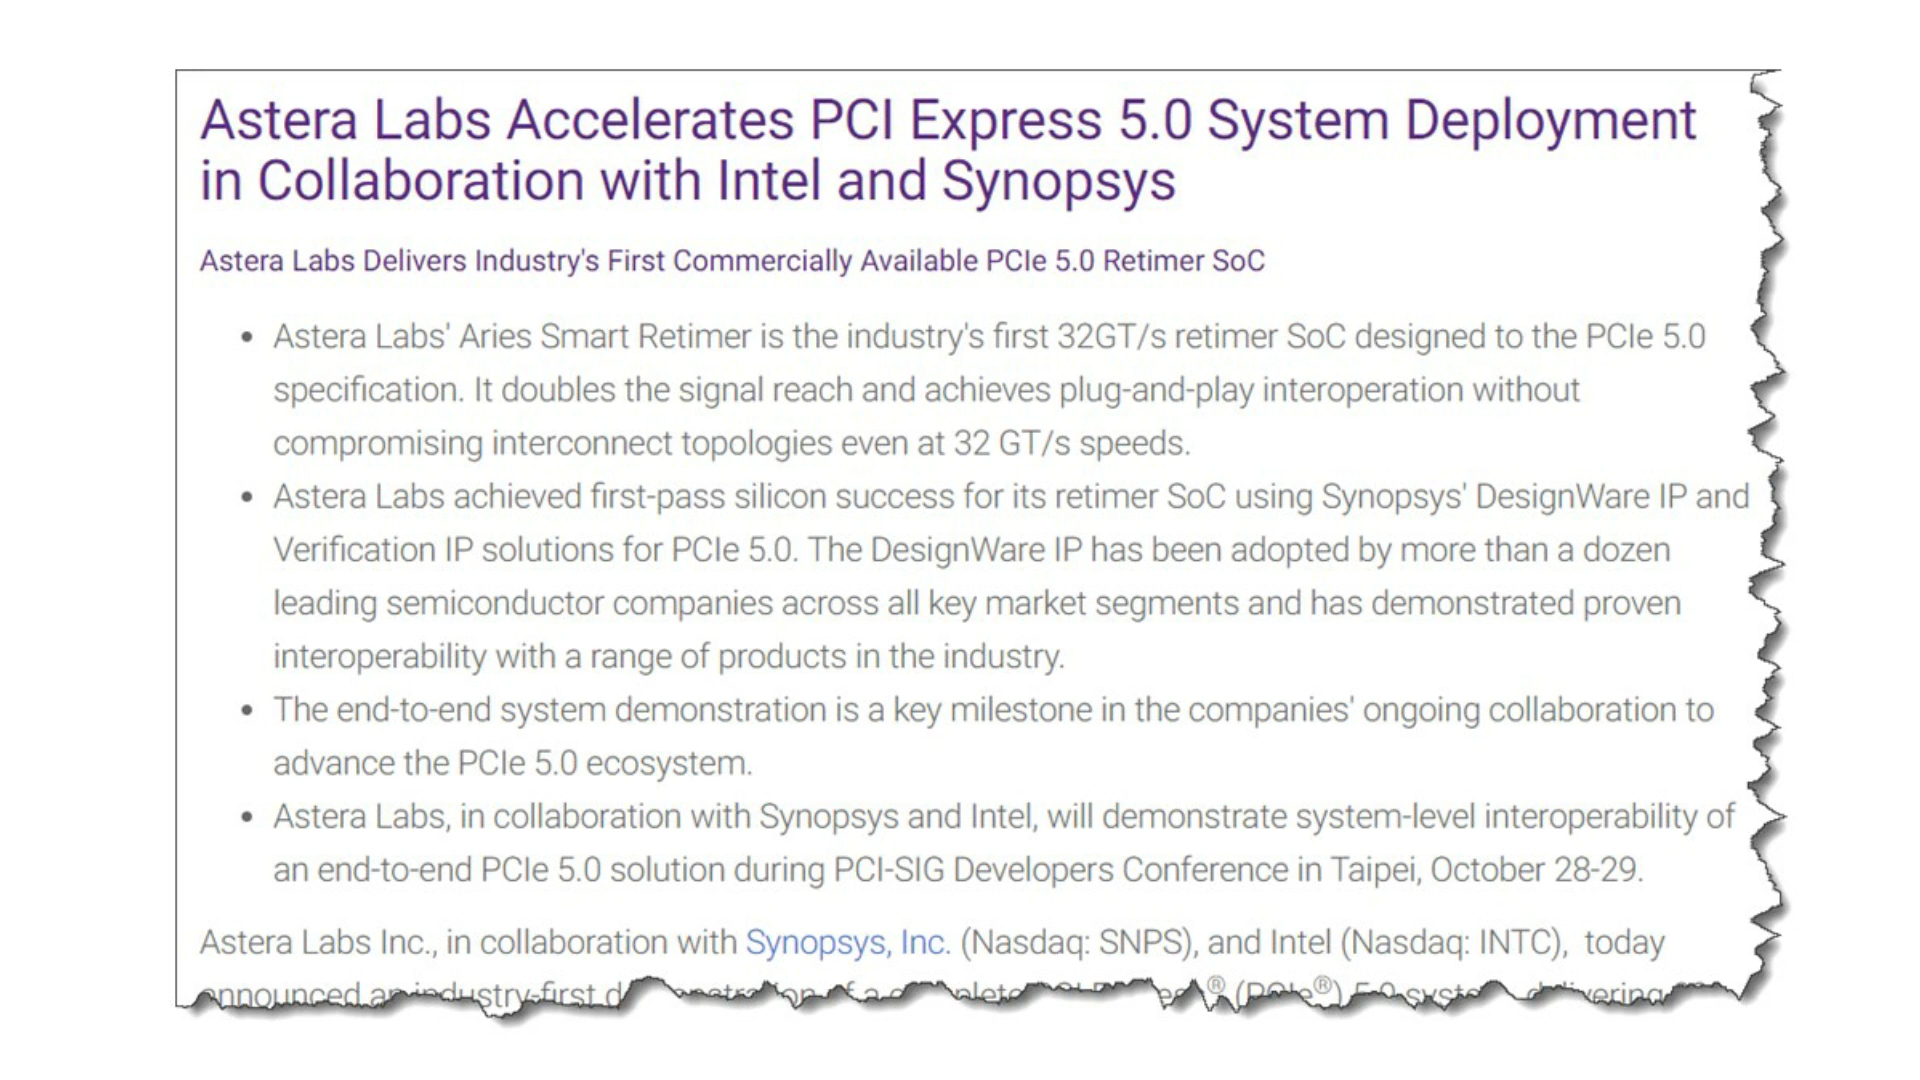 Astera Labs Accelerates PCI Express 5.0 System Deployment
in Collaboration with Intel and Synopsys
Astera Labs Delivers Industry's First Commercially Available PCIe 5.0 Retimer SoC
• Astera Labs' Aries Smart Retimer is the industry's first 32GT/s retimer SoC designed to the PCIe 5.0
specification. It doubles the signal reach and achieves plug-and-play interoperation without
compromising interconnect topologies even at 32 GT/s speeds.
• Astera Labs achieved first-pass silicon success for its retimer SoC using Synopsys' DesignWare IP and
Verification IP solutions for PCIe 5.0. The DesignWare IP has been adopted by more than a dozen
leading semiconductor companies across all key market segments and has demonstrated proven
interoperability with a range of products in the industry.
• The end-to-end system demonstration is a key milestone in the companies' ongoing collaboration to
advance the PCIe 5.0 ecosystem.
• Astera Labs, in collaboration with Synopsys and Intel, will demonstrate system-level interoperability of
an end-to-end PCIe 5.0 solution during PCI-SIG Developers Conference in Taipei, October 28-29.
Astera Labs Inc., in collaboration with Synopsys, Inc. (Nasdaq: SNPS), and Intel (Nasdaq: INTC), today
announced an industry-first (PCIe®) 5.0